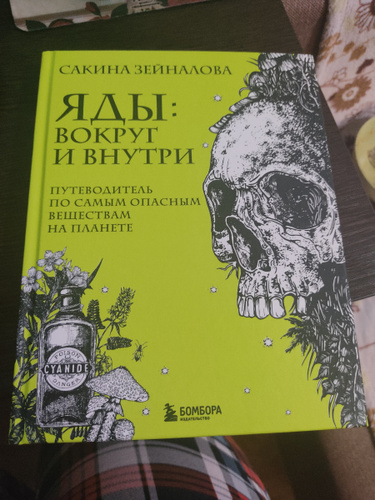 САКИНА ЗЕЙНАЛОВА
ЯДЫ:
ВОКРУГ
И ВНУТРИ
ПУТЕВОДИТЕЛЬ
ПО САМЫМ ОПАСНЫМ
ВЕЩЕСТВАМ
НА ПЛАНЕТЕ
POISON
CYANIDE
DANGER
БОМБОРА
ИЗДАТЕЛЬСТВО